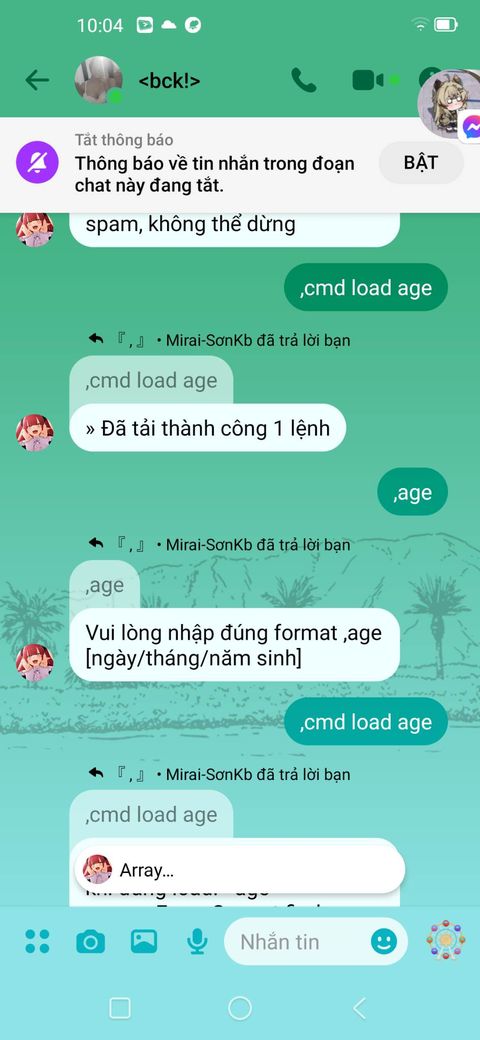 10:04
<bck!>
Tắt thông báo
Thông báo về tin nhắn trong đoạn
chat này đang tắt.
BẬT
spam, không thể dừng
,cmd load age
『 , 』 • Mirai-SơnKb đã trả lời bạn
,cmd load age
» Đã tải thành công 1 lệnh
,age
『 , 』 • Mirai-SơnKb đã trả lời bạn
,age
Vui lòng nhập đúng format ,age
[ngày/tháng/năm sinh]
,cmd load age
『 , 』 • Mirai-SơnKb đã trả lời bạn
,cmd load age
Array...
Nhắn tin